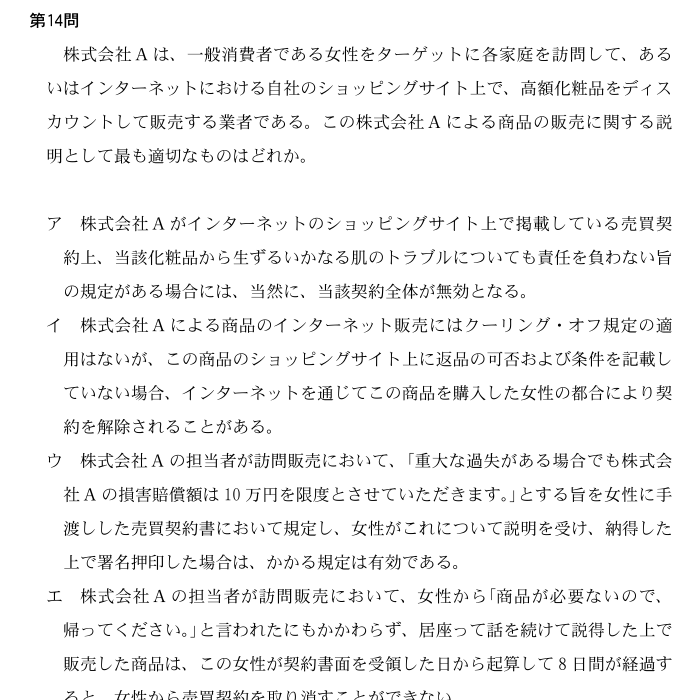 第14問
株式会社Aは、一般消費者である女性をターゲットに各家庭を訪問して、ある
いはインターネットにおける自社のショッピングサイト上で、高額化粧品をディス
カウントして販売する業者である。この株式会社Aによる商品の販売に関する説
明として最も適切なものはどれか。
ア 株式会社Aがインターネットのショッピングサイト上で掲載している売買契
約上、当該化粧品から生ずるいかなる肌のトラブルについても責任を負わない旨
の規定がある場合には、当然に、当該契約全体が無効となる。
イ 株式会社Aによる商品のインターネット販売にはクーリング・オフ規定の適
用はないが、この商品のショッピングサイト上に返品の可否および条件を記載し
ていない場合、インターネットを通じてこの商品を購入した女性の都合により契
約を解除されることがある。
ウ 株式会社Aの担当者が訪問販売において、「重大な過失がある場合でも株式会
社Aの損害賠償額は10万円を限度とさせていただきます。」とする旨を女性に手
渡しした売買契約書において規定し、女性がこれについて説明を受け、納得した
上で署名押印した場合は、かかる規定は有効である。
エ 株式会社Aの担当者が訪問販売において、女性から「商品が必要ないので、
帰ってください。」と言われたにもかかわらず、居座って話を続けて説得した上で
販売した商品は、この女性が契約書面を受領した日から起算して8日間が経過す
ると、女性から売買契約を取り消すことができない。